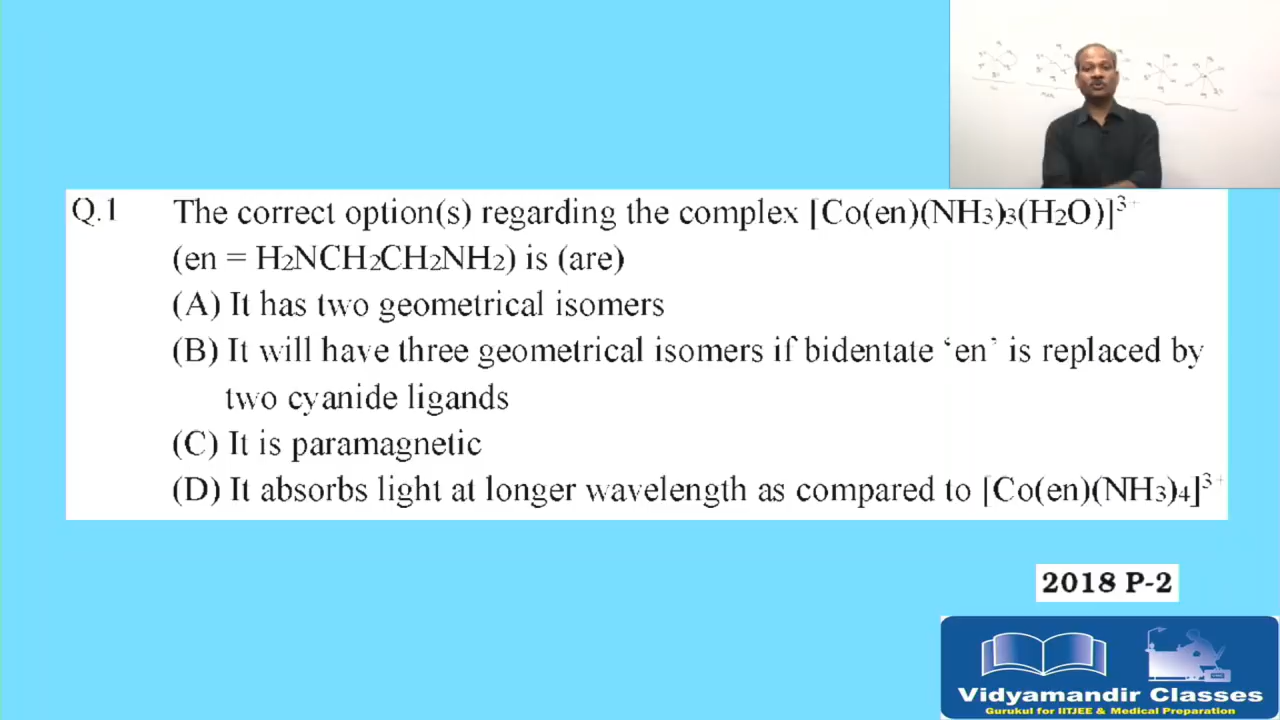 Q.1 The correct option(s) regarding the complex [Co(en)(NH₃)₃(H₂O)]³⁺
(en = H₂NCH₂CH₂NH₂) is (are)
(A) It has two geometrical isomers
(B) It will have three geometrical isomers if bidentate ‘en’ is replaced by
two cyanide ligands
(C) It is paramagnetic
(D) It absorbs light at longer wavelength as compared to [Co(en)(NH₃)₄]³⁺
2018 P-2
Vidyamandir Classes
Gurukul for IITJEE & Medical Preparation